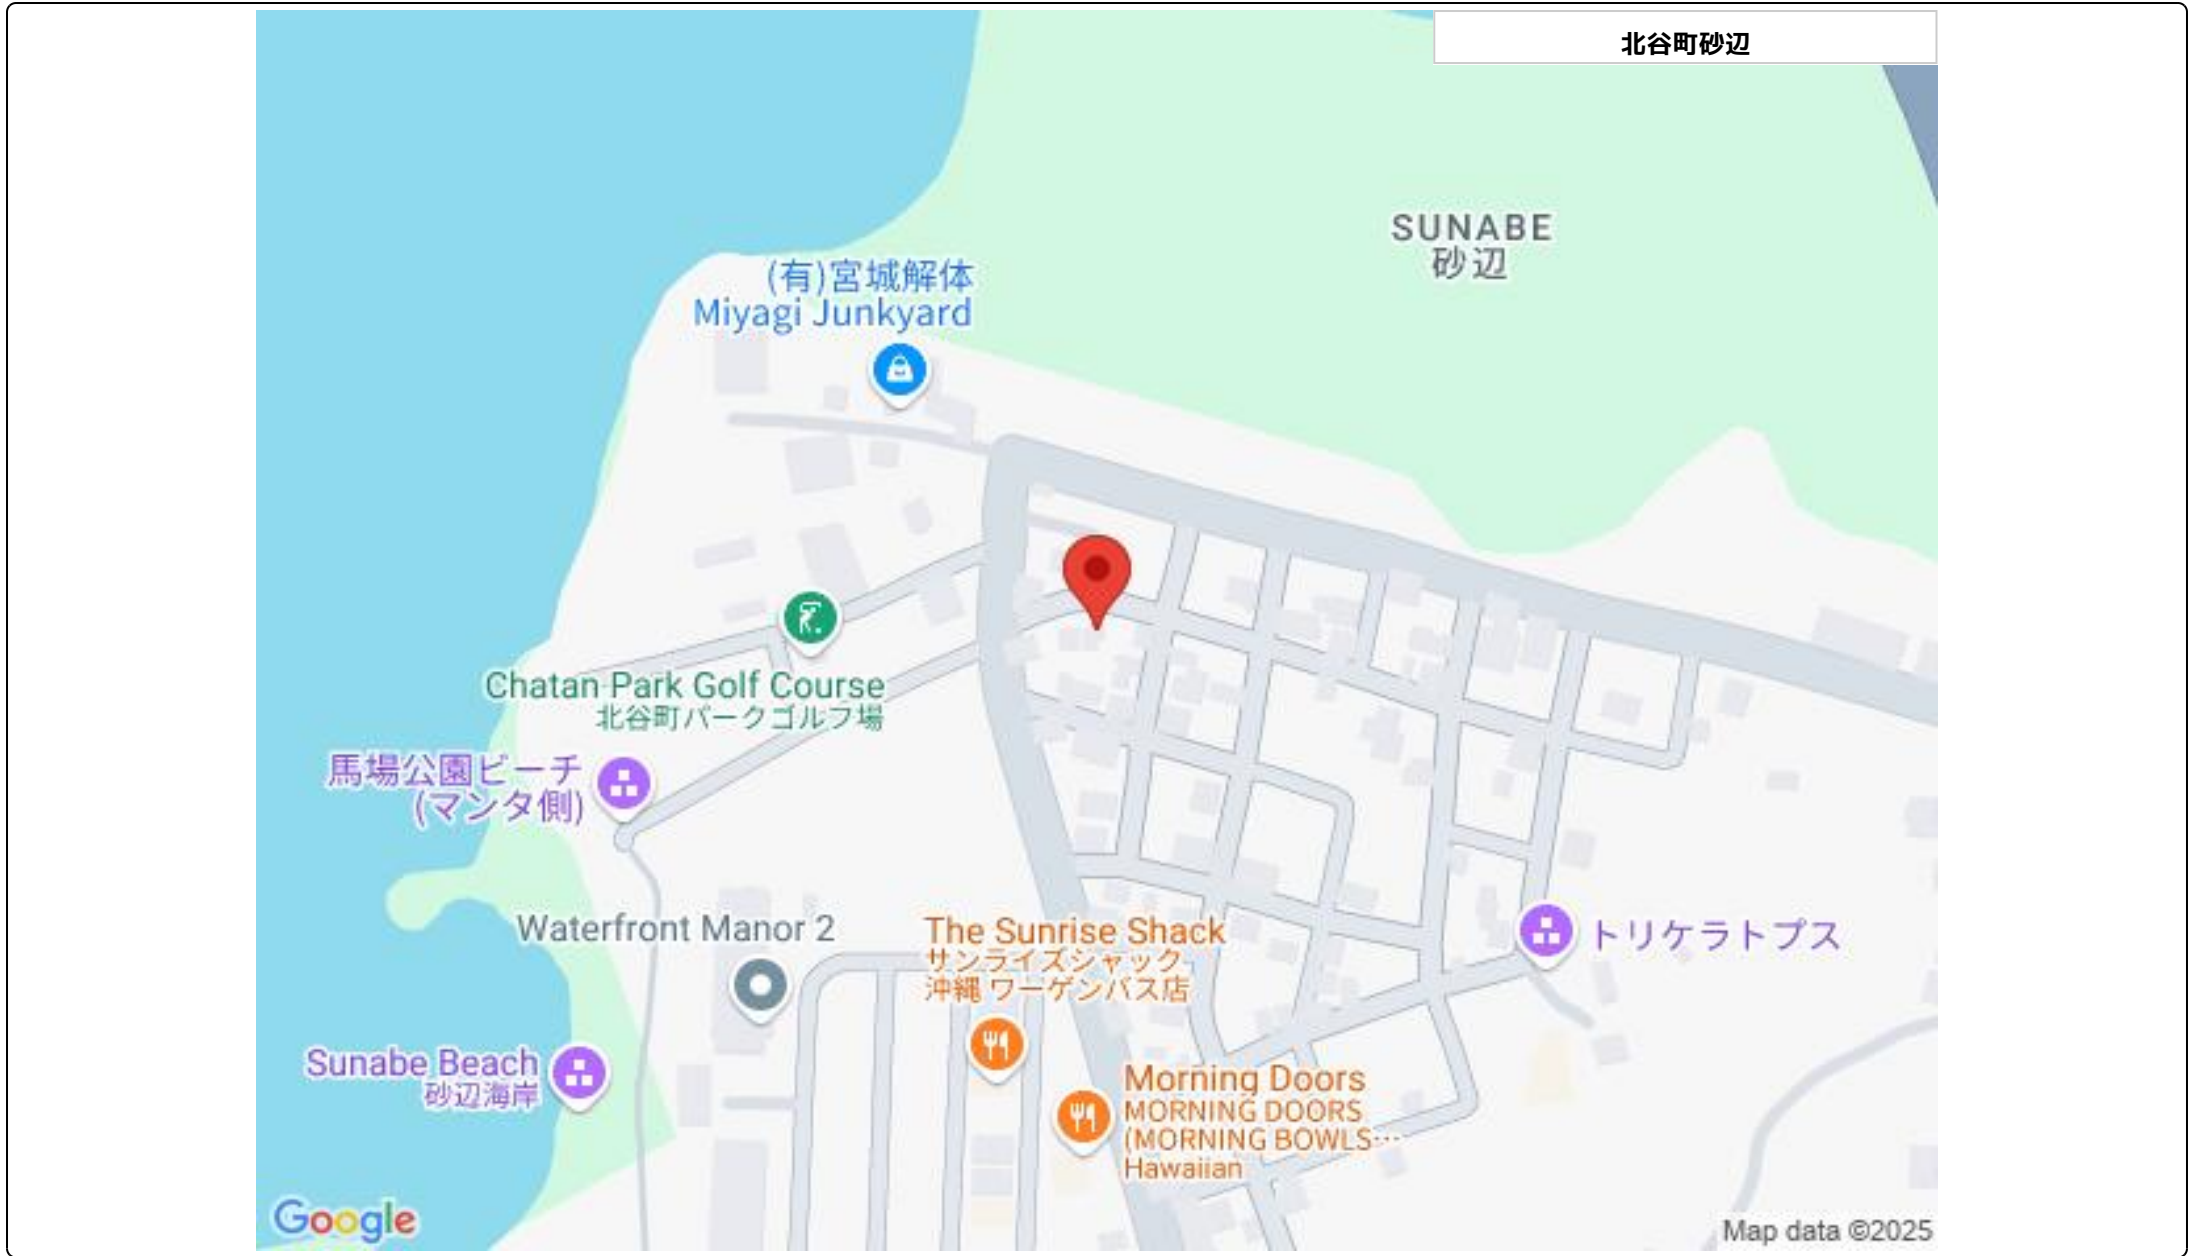 北谷町砂辺
SUNABE
砂辺
(有)宮城解体
Miyagi Junkyard
Chatan Park Golf Course
北谷町パークゴルフ場
馬場公園ビーチ
(マンタ側)
Waterfront Manor 2
The Sunrise Shack
サンライズシャック
沖縄 ワーゲンバス店
トリケラトプス
Sunabe Beach
砂辺海岸
Morning Doors
MORNING DOORS
(MORNING BOWLS…
Hawaiian
Google
Map data ©2025